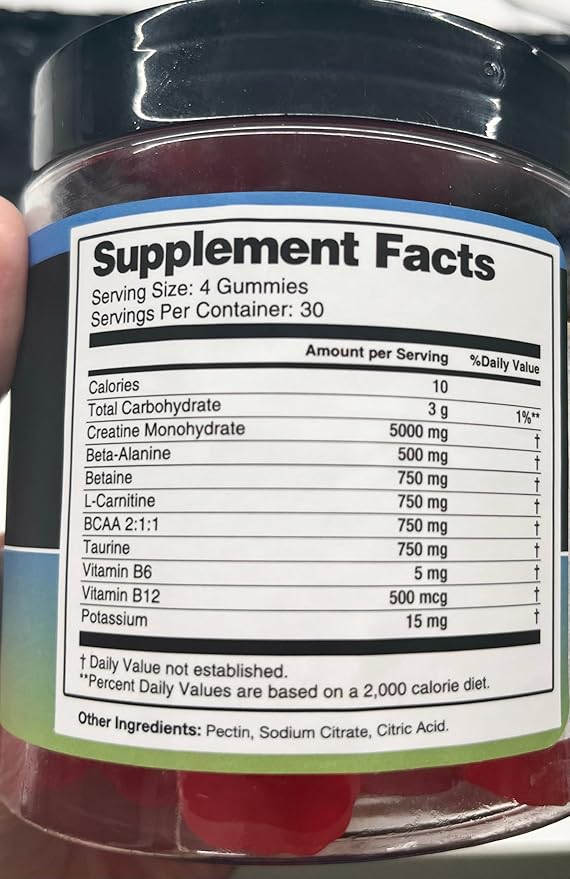 Supplement Facts
Serving Size: 4 Gummies
Servings Per Container: 30
Amount per Serving %Daily Value
Calories 10
Total Carbohydrate 3 g 1%**
Creatine Monohydrate 5000 mg †
Beta-Alanine 500 mg †
Betaine 750 mg †
L-Carnitine 750 mg †
BCAA 2:1:1 750 mg †
Taurine 750 mg †
Vitamin B6 5 mg †
Vitamin B12 500 mcg †
Potassium 15 mg †
† Daily Value not established.
**Percent Daily Values are based on a 2,000 calorie diet.
Other Ingredients: Pectin, Sodium Citrate, Citric Acid.